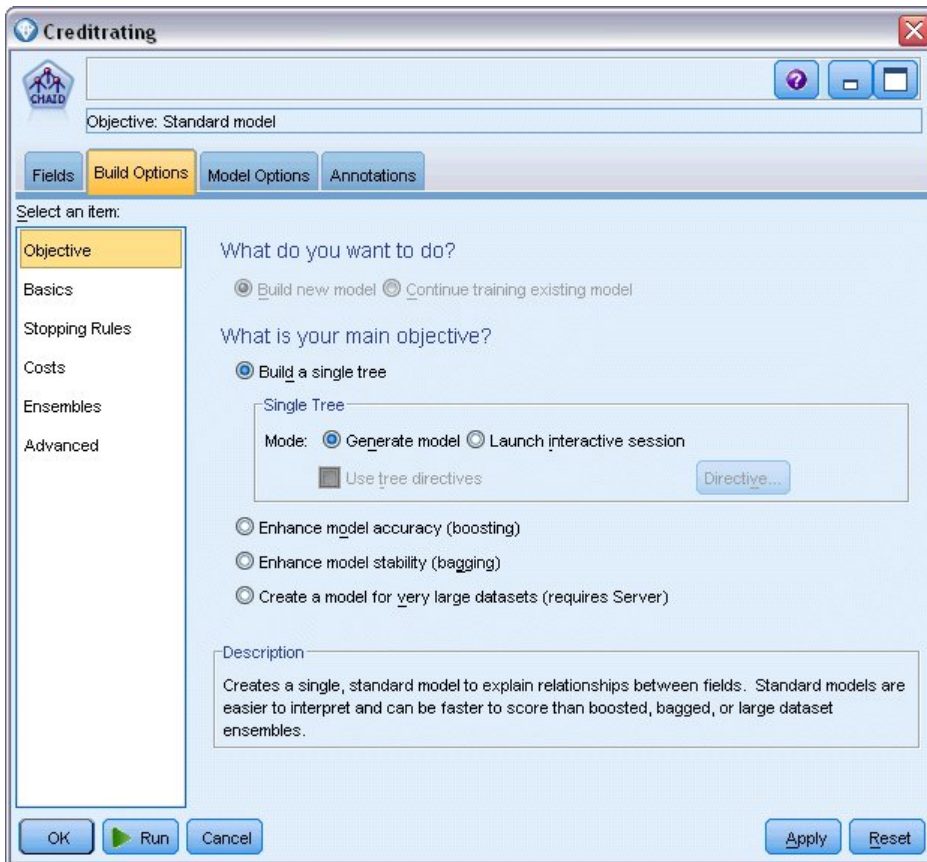 Creditrating
CHAID
?
Objective: Standard model
Fields Build Options Model Options Annotations
Select an item:
Objective
Basics
Stopping Rules
Costs
Ensembles
Advanced
What do you want to do?
Build new model Continue training existing model
What is your main objective?
Build a single tree
Single Tree
Mode: Generate model Launch interactive session
Use tree directives Directive...
Enhance model accuracy (boosting)
Enhance model stability (bagging)
Create a model for very large datasets (requires Server)
Description
Creates a single, standard model to explain relationships between fields. Standard models are
easier to interpret and can be faster to score than boosted, bagged, or large dataset
ensembles.
OK Run Cancel Apply Reset